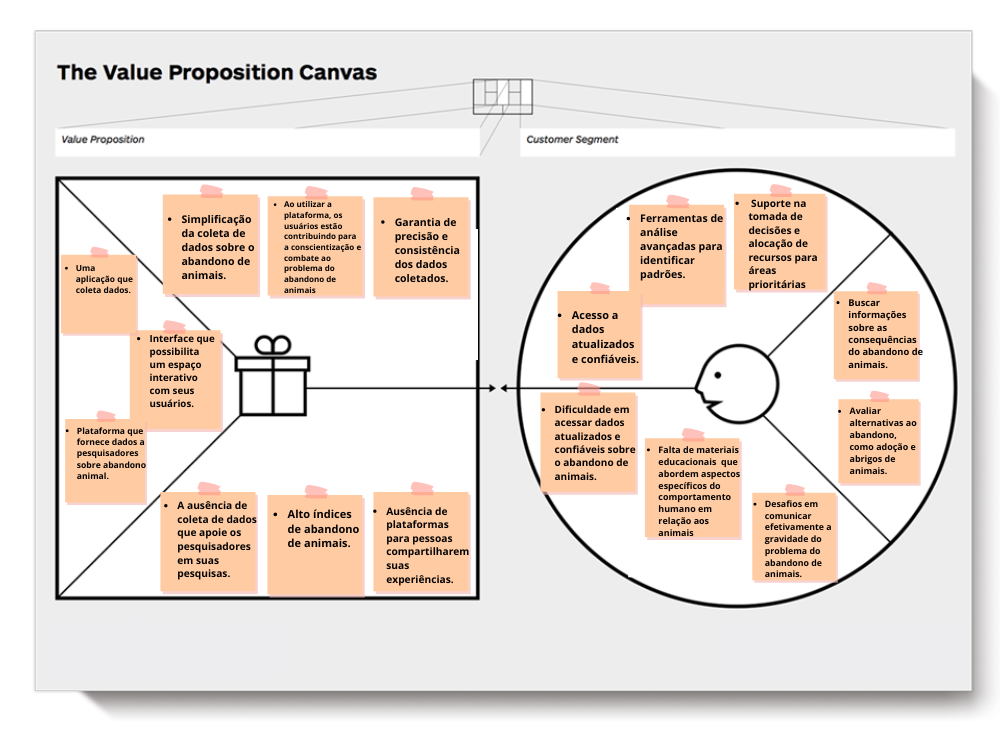 The Value Proposition Canvas
Value Proposition
Customer Segment
• Simplificação
da coleta de
dados sobre o
abandono de
animais.
• Ao utilizar a
plataforma, os
usuários estão
contribuindo para
a conscientização e
combate ao
problema do
abandono de
animais
• Garantia de
precisão e
consistência
dos dados
coletados.
• Uma
aplicação que
coleta dados.
• Interface que
possibilita
um espaço
interativo
com seus
usuários.
• Plataforma que
fornece dados a
pesquisadores
sobre abandono
animal.
• A ausência de
coleta de dados
que apoie os
pesquisadores
em suas
pesquisas.
• Alto índices
de abandono
de animais.
• Ausência de
plataformas
para pessoas
compartilharem
suas
experiências.
• Ferramentas de
análise
avançadas para
identificar
padrões.
• Suporte na
tomada de
decisões e
alocação de
recursos para
áreas
prioritárias
• Acesso a
dados
atualizados
e confiáveis.
• Buscar
informações
sobre as
consequências
do abandono de
animais.
• Avaliar
alternativas ao
abandono,
como adoção e
abrigos de
animais.
• Dificuldade em
acessar dados
atualizados e
confiáveis sobre
o abandono de
animais.
• Falta de materiais
educacionais que
abordem aspectos
específicos do
comportamento
humano em
relação aos
animais
• Desafios em
comunicar
efetivamente a
gravidade do
problema do
abandono de
animais.